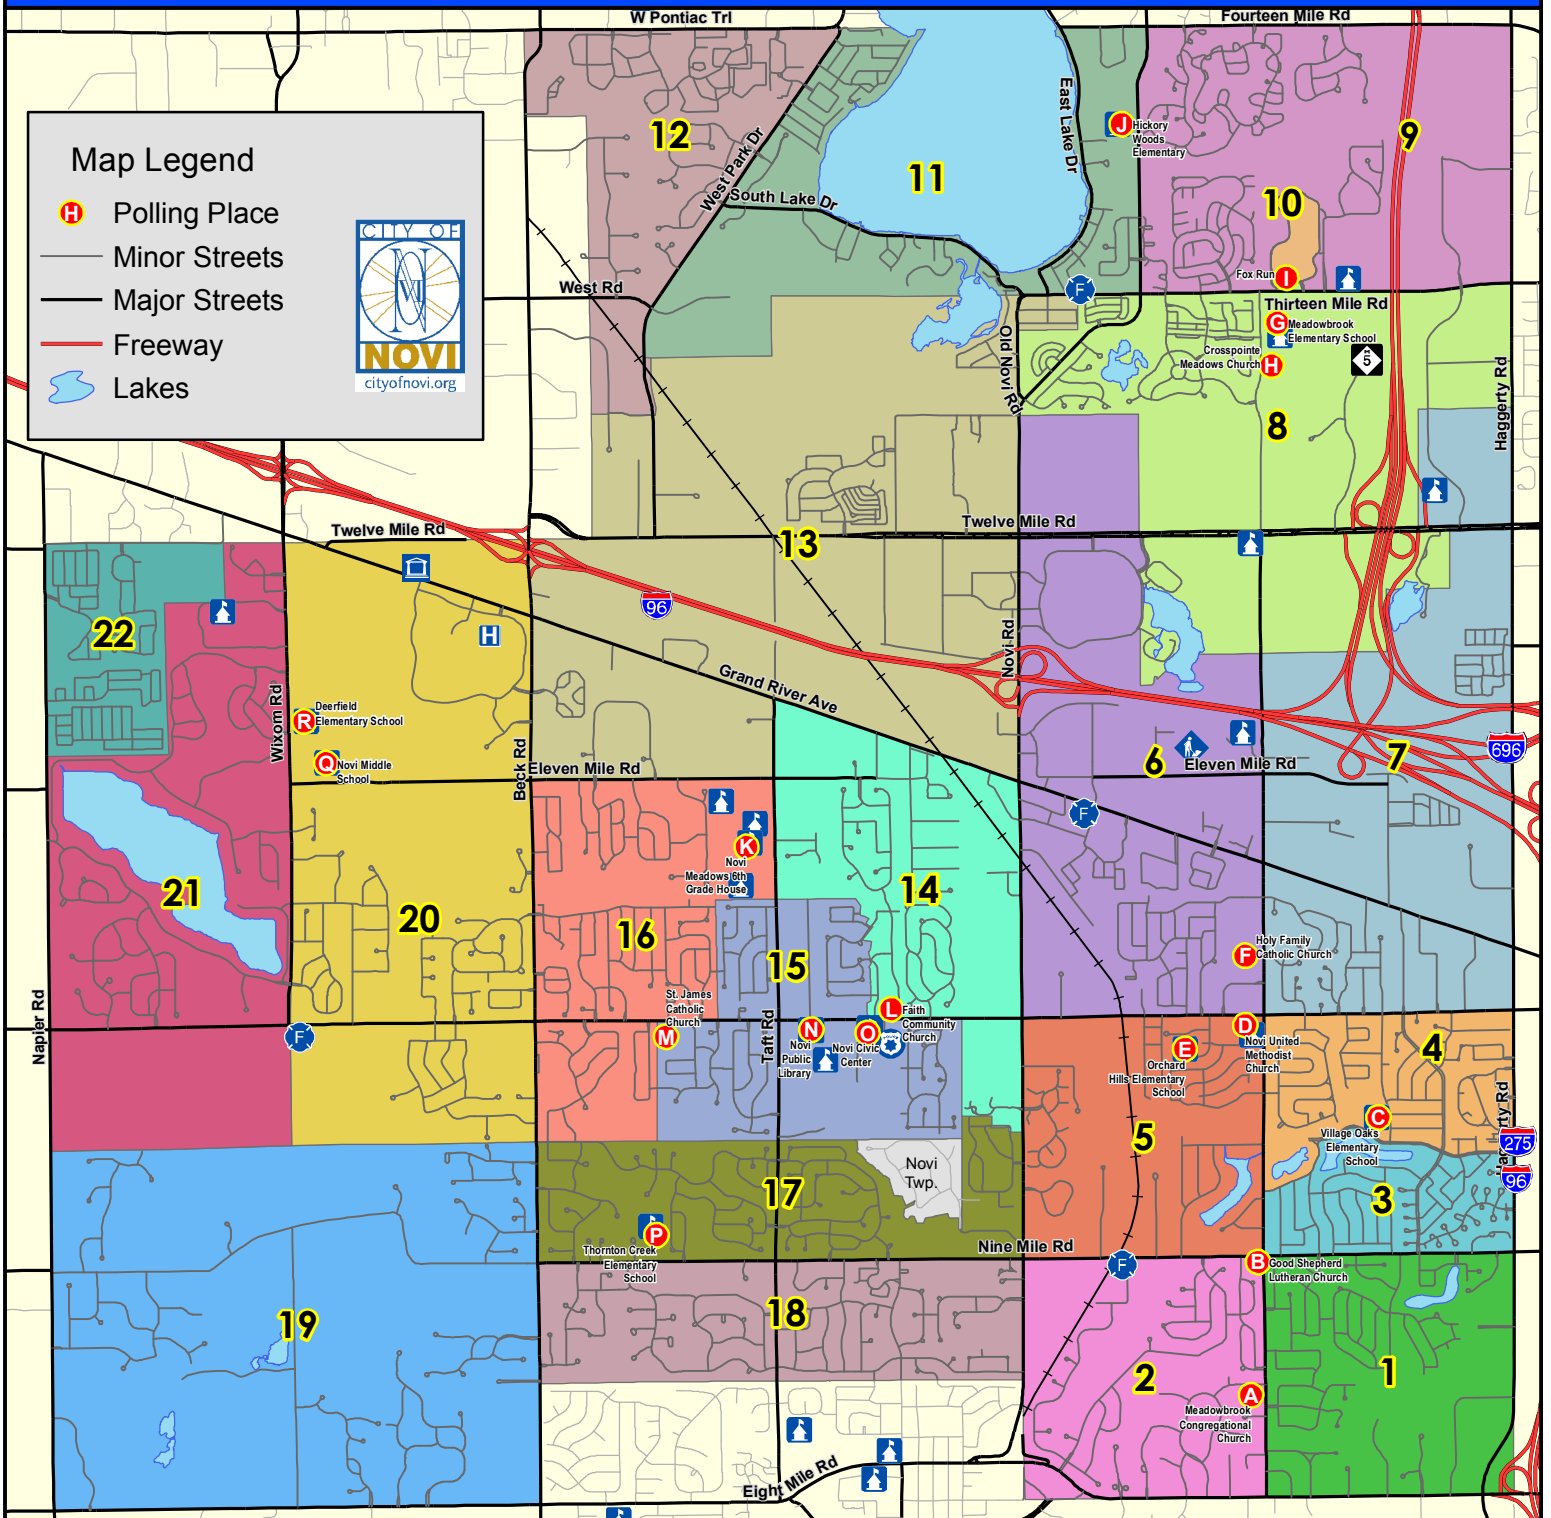 W Pontiac Trl
Fourteen Mile Rd
Map Legend
H Polling Place
Minor Streets
Major Streets
Freeway
Lakes
CITY OF
NOVI
cityofnovi.org
12
West Park Dr
South Lake Dr
11
East Lake Dr
J Hickory
Woods
Elementary
9
10
Fox Run I
F
West Rd
Thirteen Mile Rd
G Meadowbrook
Elementary School
Crosspointe
Meadows Church H
M
5
Old Novi Rd
Haggerty Rd
8
Twelve Mile Rd
Twelve Mile Rd
13
96
22
H
Novi Rd
Grand River Ave
Wixom Rd
R Deerfield
Elementary School
Q Novi Middle
School
Beck Rd
Eleven Mile Rd
6
Eleven Mile Rd
7
696
F
K
Novi
Meadows 6th
Grade House
21
20
16
15
14
F Holy Family
Catholic Church
Napier Rd
F
St. James
Catholic
Church
M
Taft Rd
N
Novi
Public
Library
O
Novi Civic
Center
L Faith
Community
Church
D
Novi United
Methodist
Church
E
Orchard
Hills Elementary
School
4
C
Village Oaks
Elementary
School
5
275
96
3
Novi
Twp.
17
P
Thornton Creek
Elementary
School
Nine Mile Rd
F
B Good Shepherd
Lutheran Church
18
19
2
1
A
Meadowbrook
Congregational
Church
Eight Mile Rd